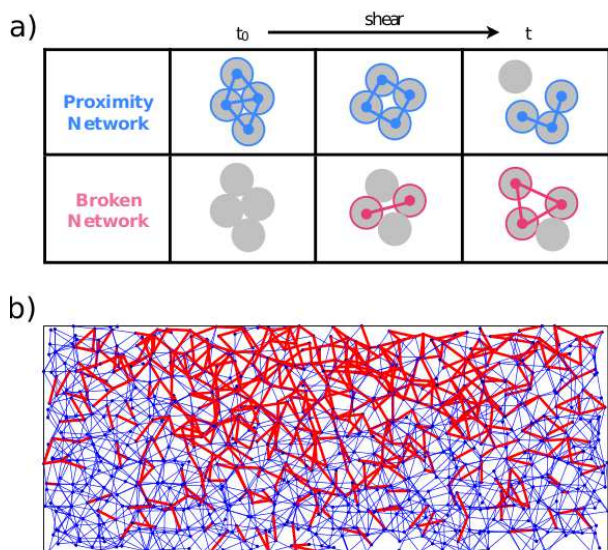 a)
shear
t₀ t
Proximity
Network
Broken
Network
b)